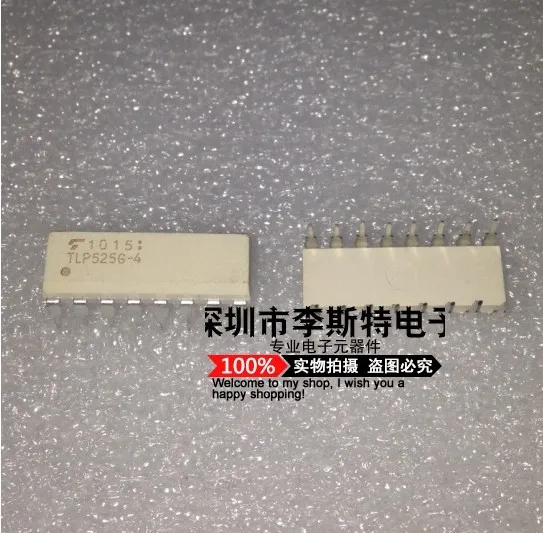 1015:
TLP525G-4
深圳市李斯特电子
专业电子元器件
100% 实物拍摄 盗图必究
Welcome to my shop, I wish you a
happy shopping!